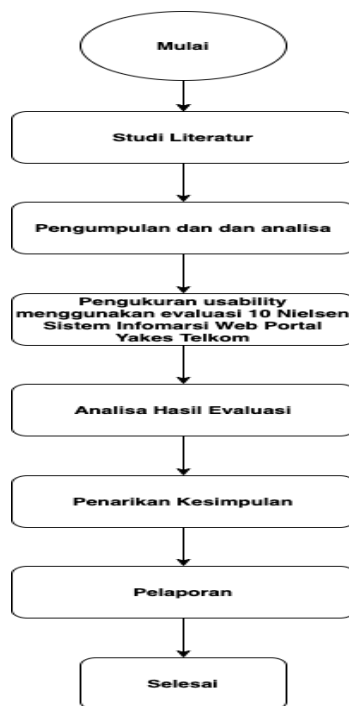 Mulai
Studi Literatur
Pengumpulan dan dan analisa
Pengukuran usability
menggunakan evaluasi 10 Nielsen
Sistem Infomarsi Web Portal
Yakes Telkom
Analisa Hasil Evaluasi
Penarikan Kesimpulan
Pelaporan
Selesai